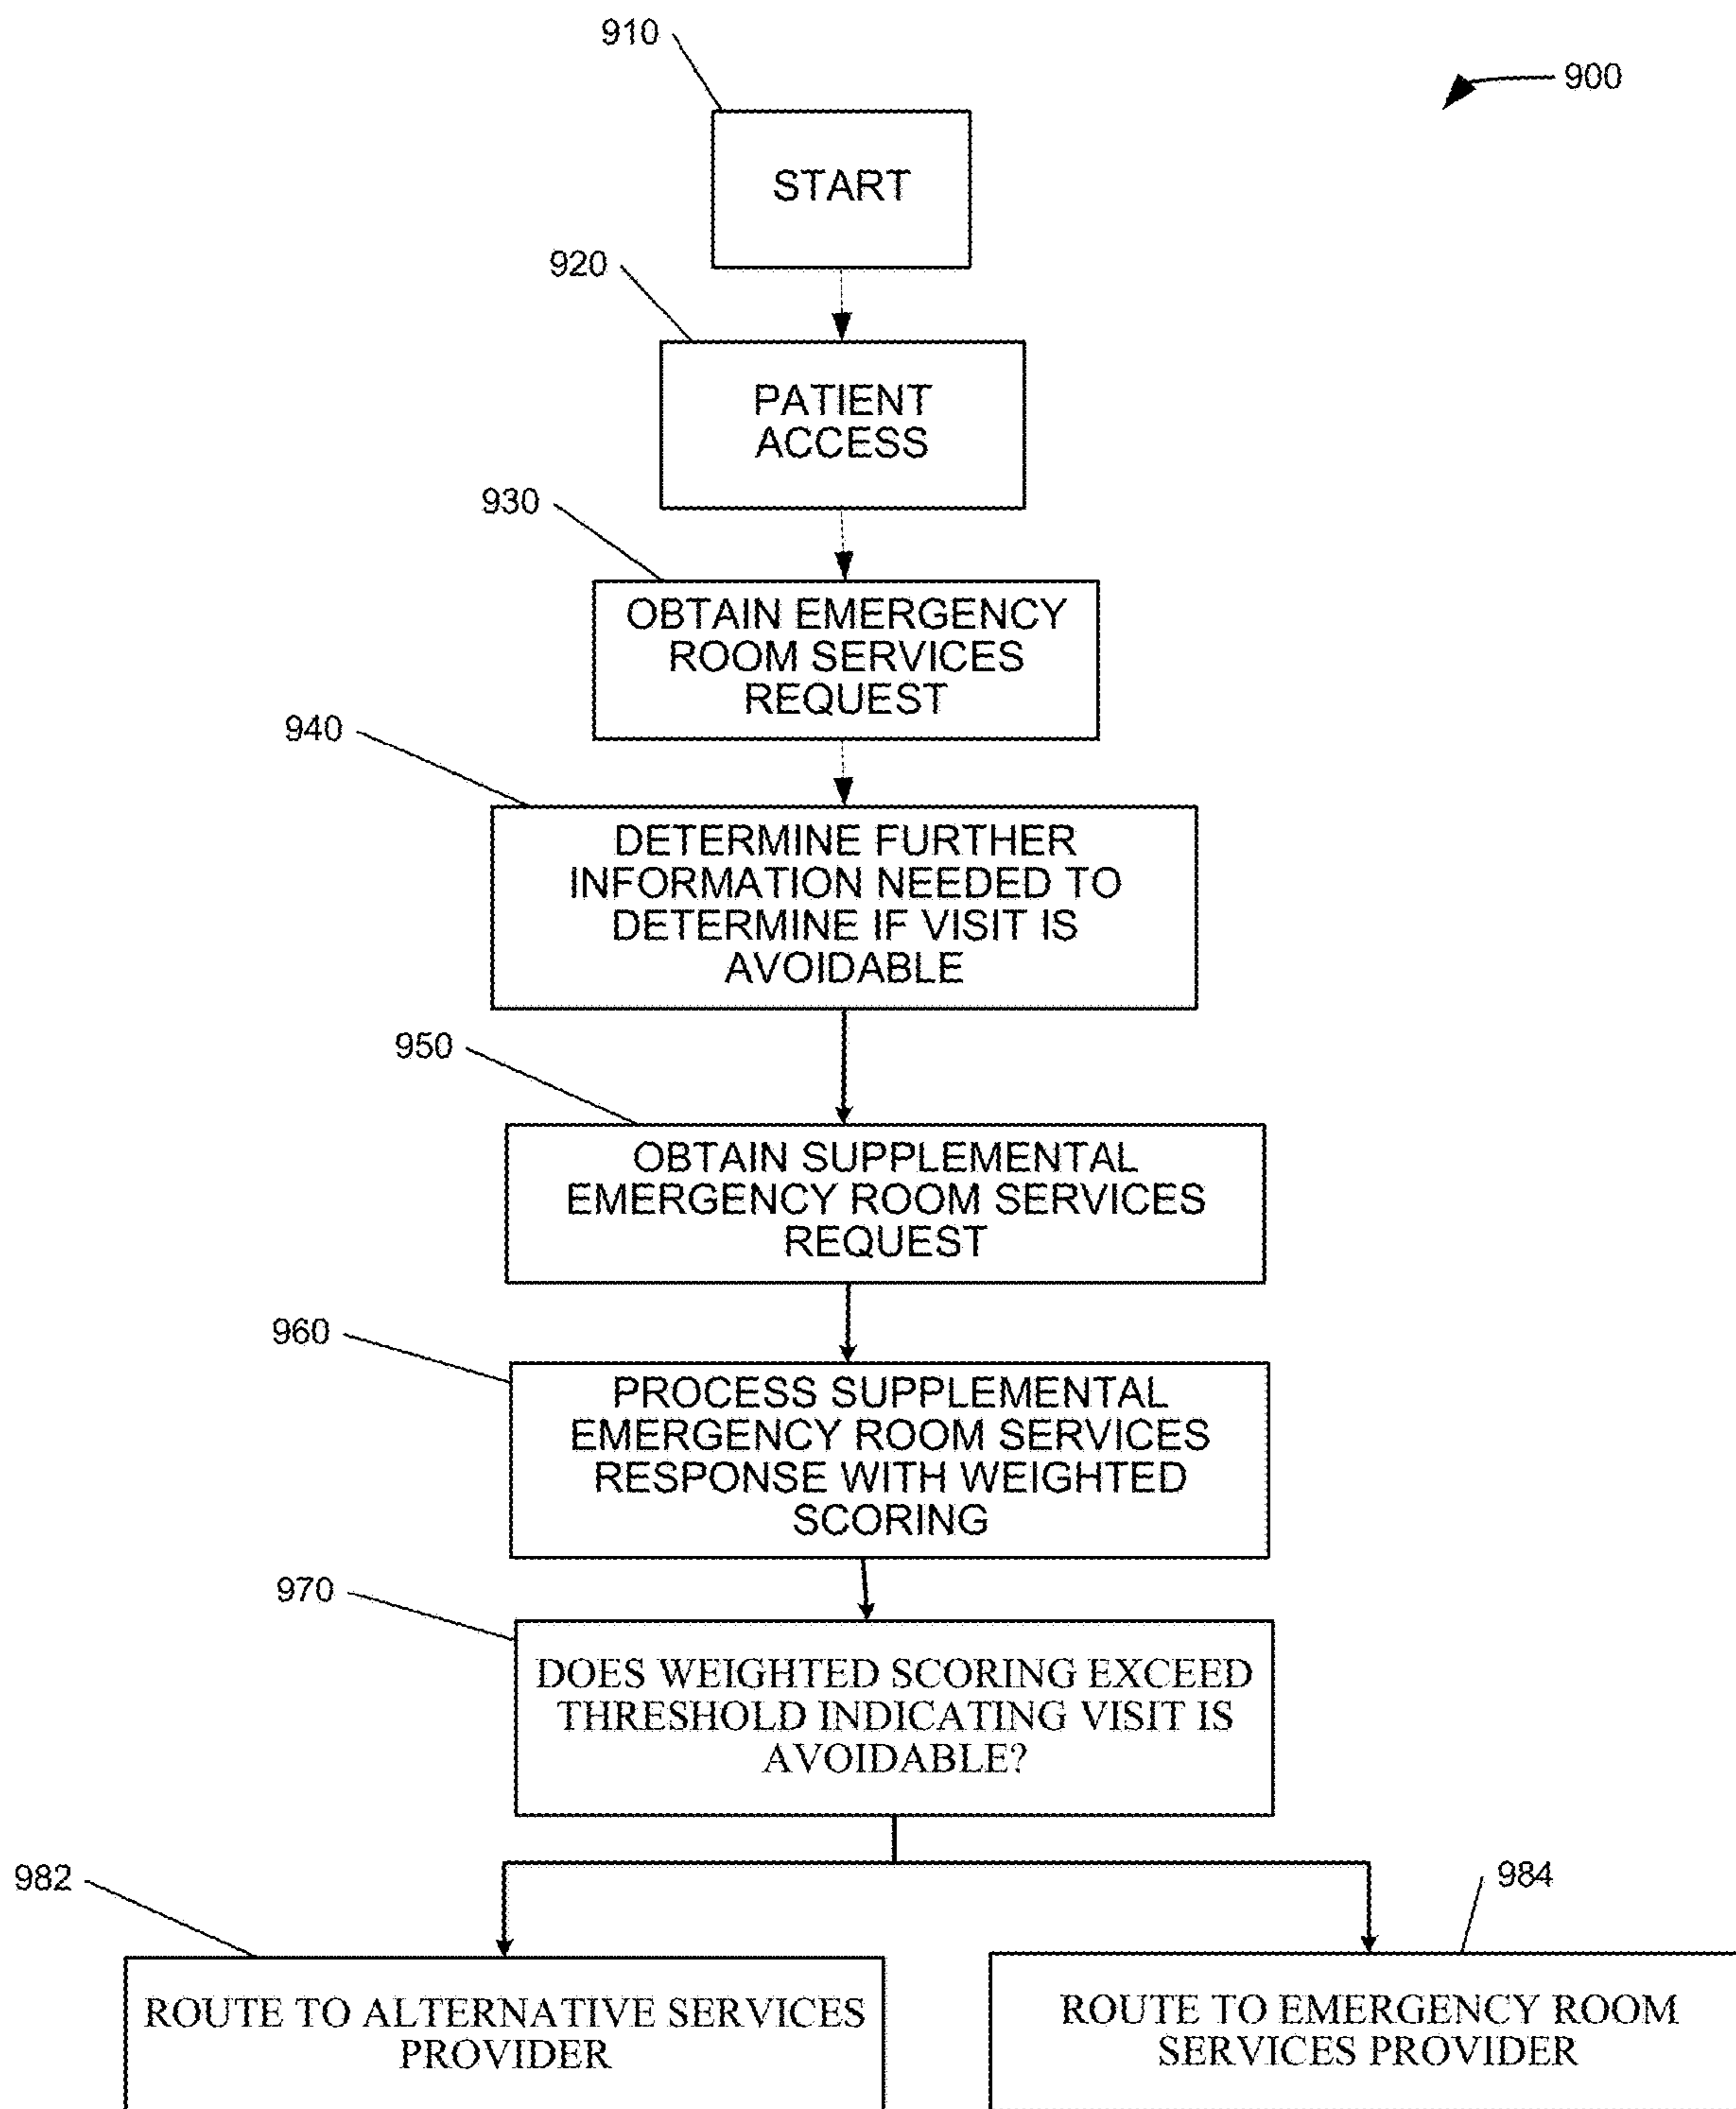 910
900
START
920
PATIENT
ACCESS
930
OBTAIN EMERGENCY
ROOM SERVICES
REQUEST
940
DETERMINE FURTHER
INFORMATION NEEDED TO
DETERMINE IF VISIT IS
AVOIDABLE
950
OBTAIN SUPPLEMENTAL
EMERGENCY ROOM SERVICES
REQUEST
960
PROCESS SUPPLEMENTAL
EMERGENCY ROOM SERVICES
RESPONSE WITH WEIGHTED
SCORING
970
DOES WEIGHTED SCORING EXCEED
THRESHOLD INDICATING VISIT IS
AVOIDABLE?
982
984
ROUTE TO ALTERNATIVE SERVICES
PROVIDER
ROUTE TO EMERGENCY ROOM
SERVICES PROVIDER